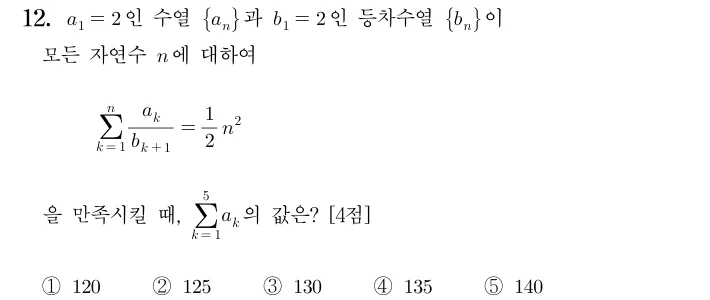 12. a₁ = 2인 수열 {aₙ}과 b₁ = 2인 등차수열 {bₙ}이
모든 자연수 n에 대하여
∑_{k=1}^{n} a_k / b_{k+1} = 1/2 n²
을 만족시킬 때, ∑_{k=1}^{5} a_k의 값은? [4점]
① 120 ② 125 ③ 130 ④ 135 ⑤ 140